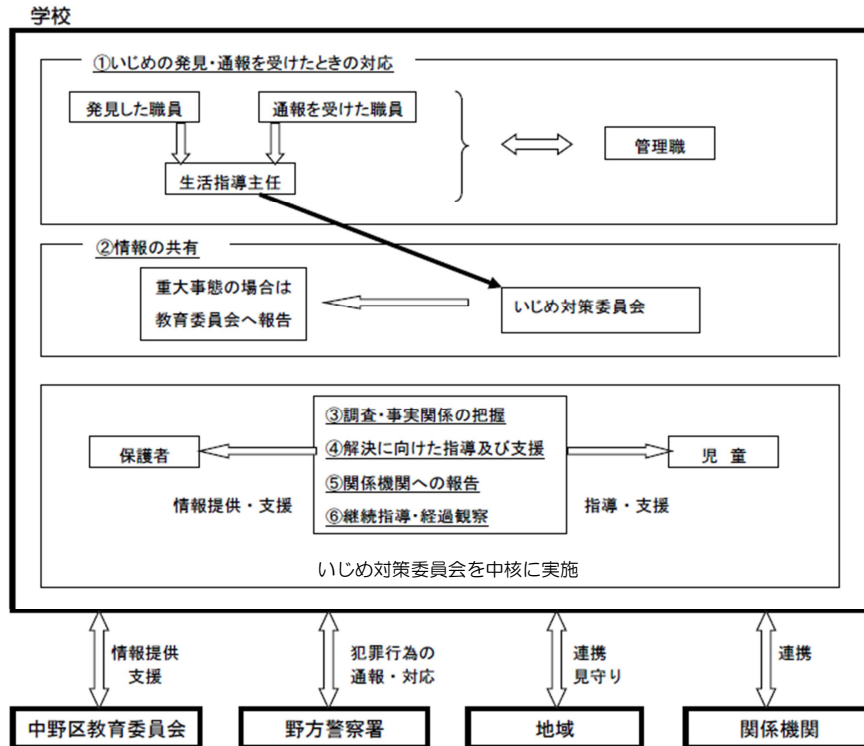 学校
①いじめの発見・通報を受けたときの対応
発見した職員
通報を受けた職員
管理職
生活指導主任
②情報の共有
重大事態の場合は
教育委員会へ報告
いじめ対策委員会
③調査・事実関係の把握
④解決に向けた指導及び支援
⑤関係機関への報告
⑥継続指導・経過観察
保護者
児 童
情報提供・支援
指導・支援
いじめ対策委員会を中核に実施
情報提供
支援
犯罪行為の
通報・対応
連携
見守り
連携
中野区教育委員会
野方警察署
地域
関係機関